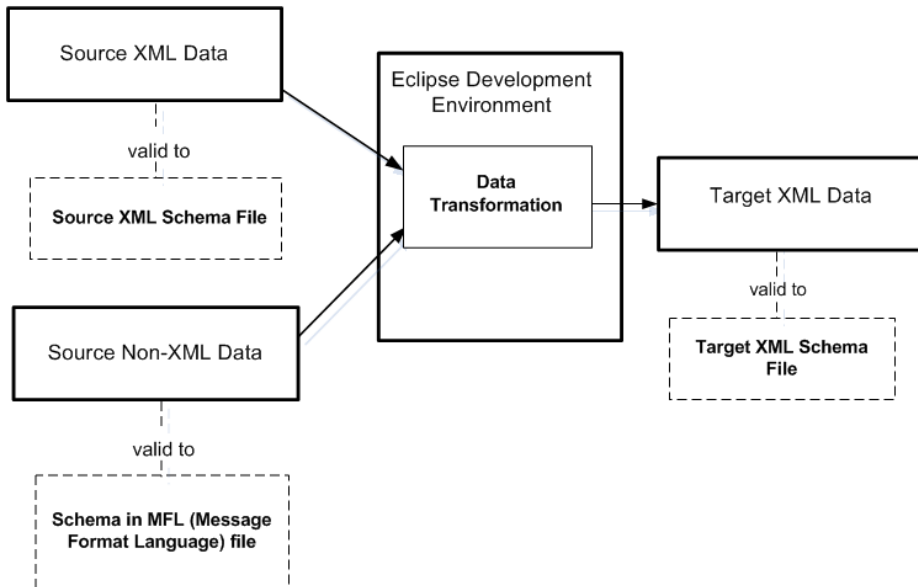 Source XML Data
valid to
Source XML Schema File
Source Non-XML Data
valid to
Schema in MFL (Message
Format Language) file
Eclipse Development
Environment
Data
Transformation
Target XML Data
valid to
Target XML Schema
File